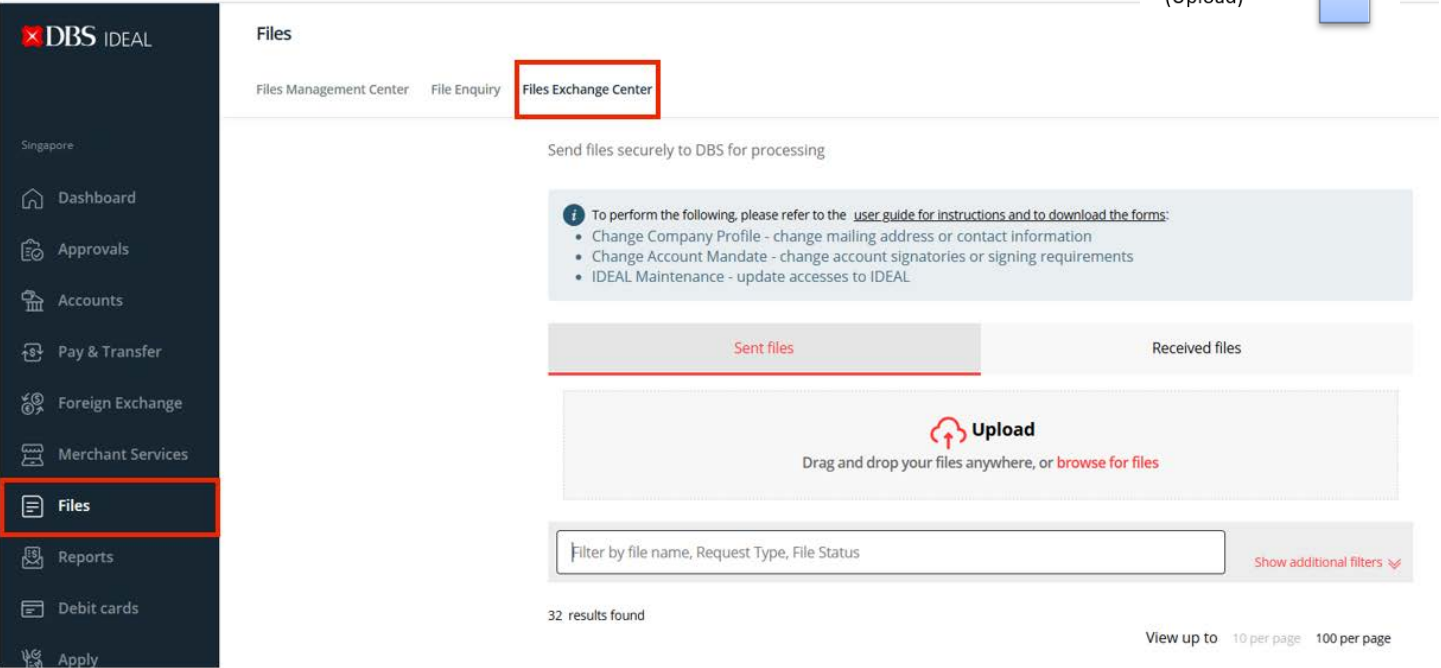 (Upload)
DBS IDEAL
Files
Files Management Center File Enquiry Files Exchange Center
Singapore
Dashboard
Approvals
Accounts
Pay & Transfer
Foreign Exchange
Merchant Services
Files
Reports
Debit cards
Apply
Send files securely to DBS for processing
To perform the following, please refer to the user guide for instructions and to download the forms:
• Change Company Profile - change mailing address or contact information
• Change Account Mandate - change account signatories or signing requirements
• IDEAL Maintenance - update accesses to IDEAL
Sent files Received files
Upload
Drag and drop your files anywhere, or browse for files
Filter by file name, Request Type, File Status
Show additional filters
32 results found
View up to 10 per page 100 per page